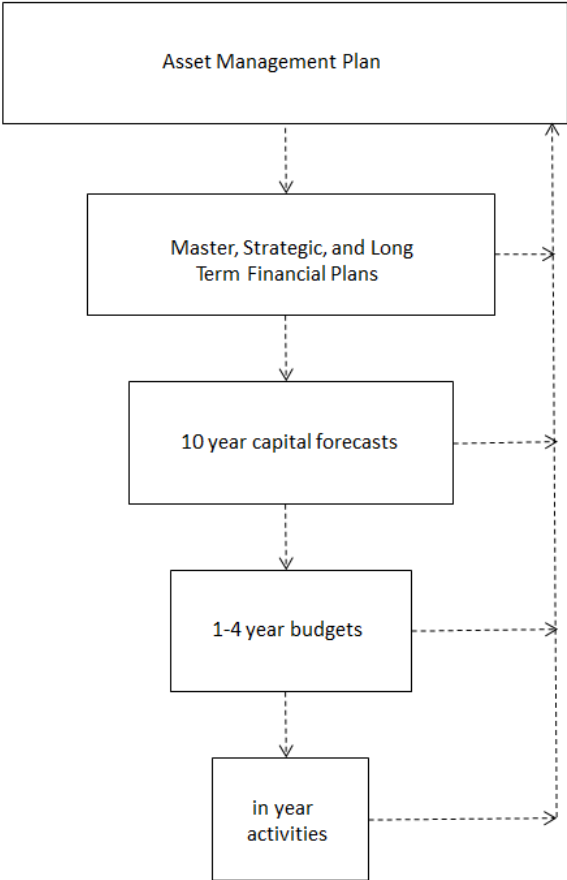 Asset Management Plan
Master, Strategic, and Long
Term Financial Plans
10 year capital forecasts
1-4 year budgets
in year
activities